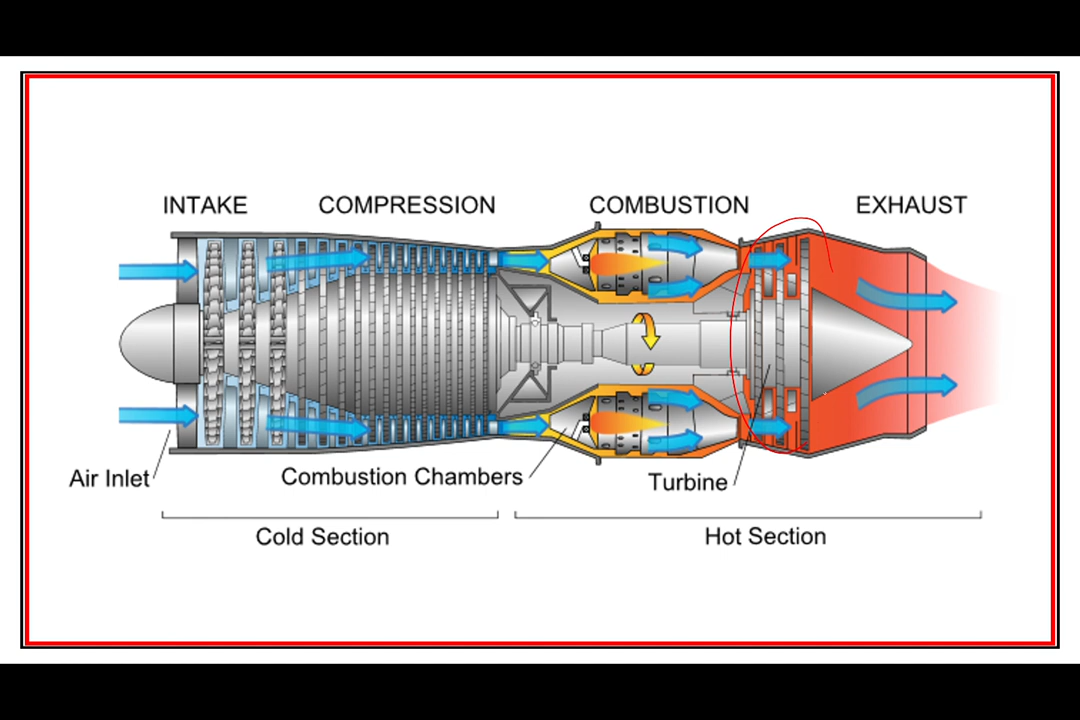 INTAKE COMPRESSION COMBUSTION EXHAUST
Air Inlet Combustion Chambers Turbine
Cold Section Hot Section